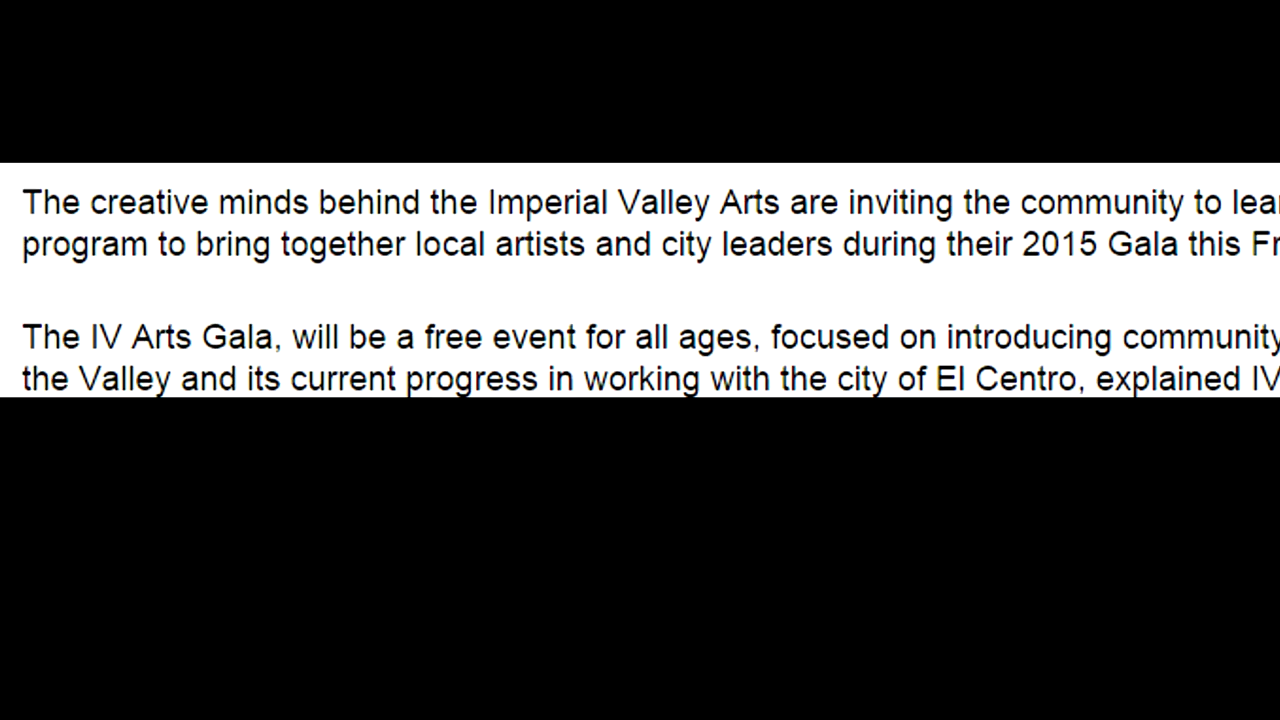 The creative minds behind the Imperial Valley Arts are inviting the community to
program to bring together local artists and city leaders during their 2015 Gala this
The IV Arts Gala, will be a free event for all ages, focused on introducing community
the Valley and its current progress in working with the city of El Centro, explained IV